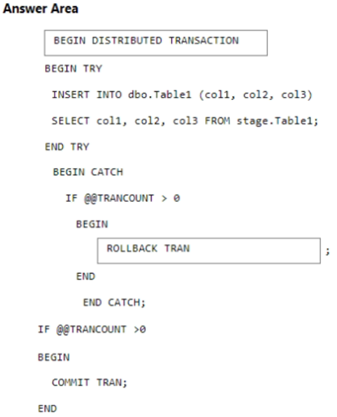 Answer Area
BEGIN DISTRIBUTED TRANSACTION
BEGIN TRY
INSERT INTO dbo.Table1 (col1, col2, col3)
SELECT col1, col2, col3 FROM stage.Table1;
END TRY
BEGIN CATCH
IF @@TRANCOUNT > 0
BEGIN
ROLLBACK TRAN ;
END
END CATCH;
IF @@TRANCOUNT >0
BEGIN
COMMIT TRAN;
END